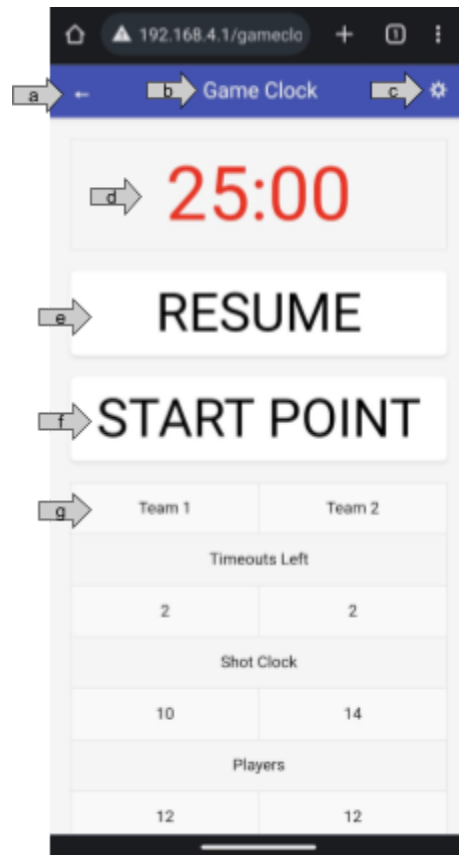 192.168.4.1/gameclo
1
a
←
b
Game Clock
c
d
25:00
e
RESUME
f
START POINT
g
Team 1
Team 2
Timeouts Left
2
2
Shot Clock
10
14
Players
12
12